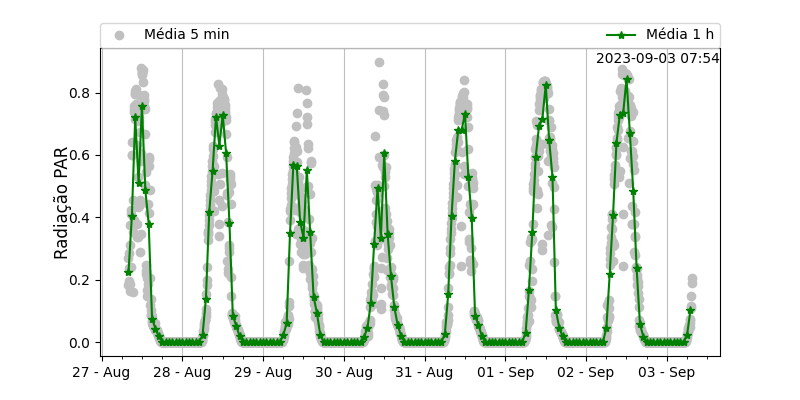 Média 5 min
Média 1 h
2023-09-03 07:54
Radiação PAR
0.8
0.6
0.4
0.2
0.0
27 - Aug
28 - Aug
29 - Aug
30 - Aug
31 - Aug
01 - Sep
02 - Sep
03 - Sep